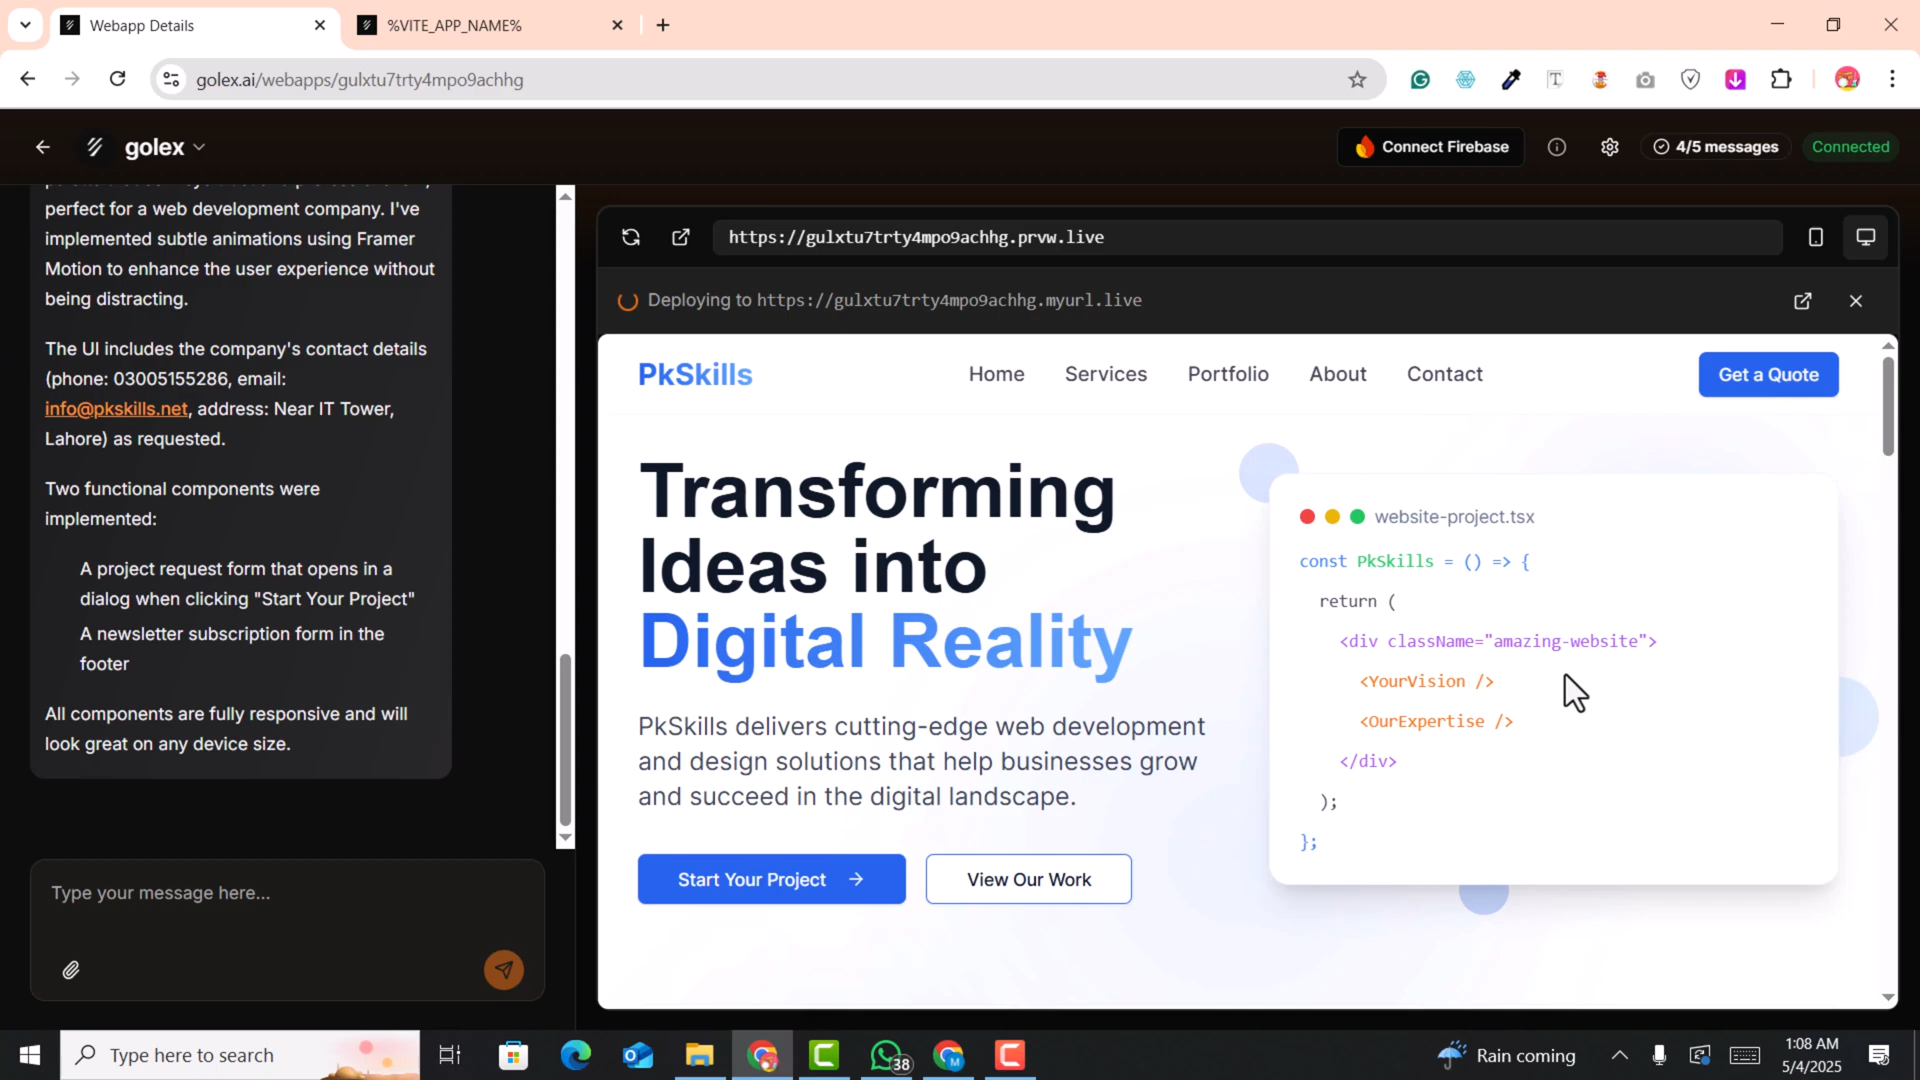 Webapp Details
%VITE_APP_NAME%
golex.ai/webapps/gulxtu7trty4mpo9achhg
golex
Connect Firebase
4/5 messages
Connected
perfect for a web development company. I've
implemented subtle animations using Framer
Motion to enhance the user experience without
being distracting.
The UI includes the company's contact details
(phone: 03005155286, email:
info@pkskills.net, address: Near IT Tower,
Lahore) as requested.
Two functional components were
implemented:
A project request form that opens in a
dialog when clicking "Start Your Project"
A newsletter subscription form in the
footer
All components are fully responsive and will
look great on any device size.
Type your message here...
https://gulxtu7trty4mpo9achhg.prvw.live
Deploying to https://gulxtu7trty4mpo9achhg.myurl.live
PkSkills
Home
Services
Portfolio
About
Contact
Get a Quote
Transforming
Ideas into
Digital Reality
PkSkills delivers cutting-edge web development
and design solutions that help businesses grow
and succeed in the digital landscape.
Start Your Project
View Our Work
website-project.tsx
const PkSkills = () => {
return (
<div className="amazing-website">
<YourVision />
<OurExpertise />
</div>
);
};
Type here to search
38
Rain coming
1:08 AM
5/4/2025